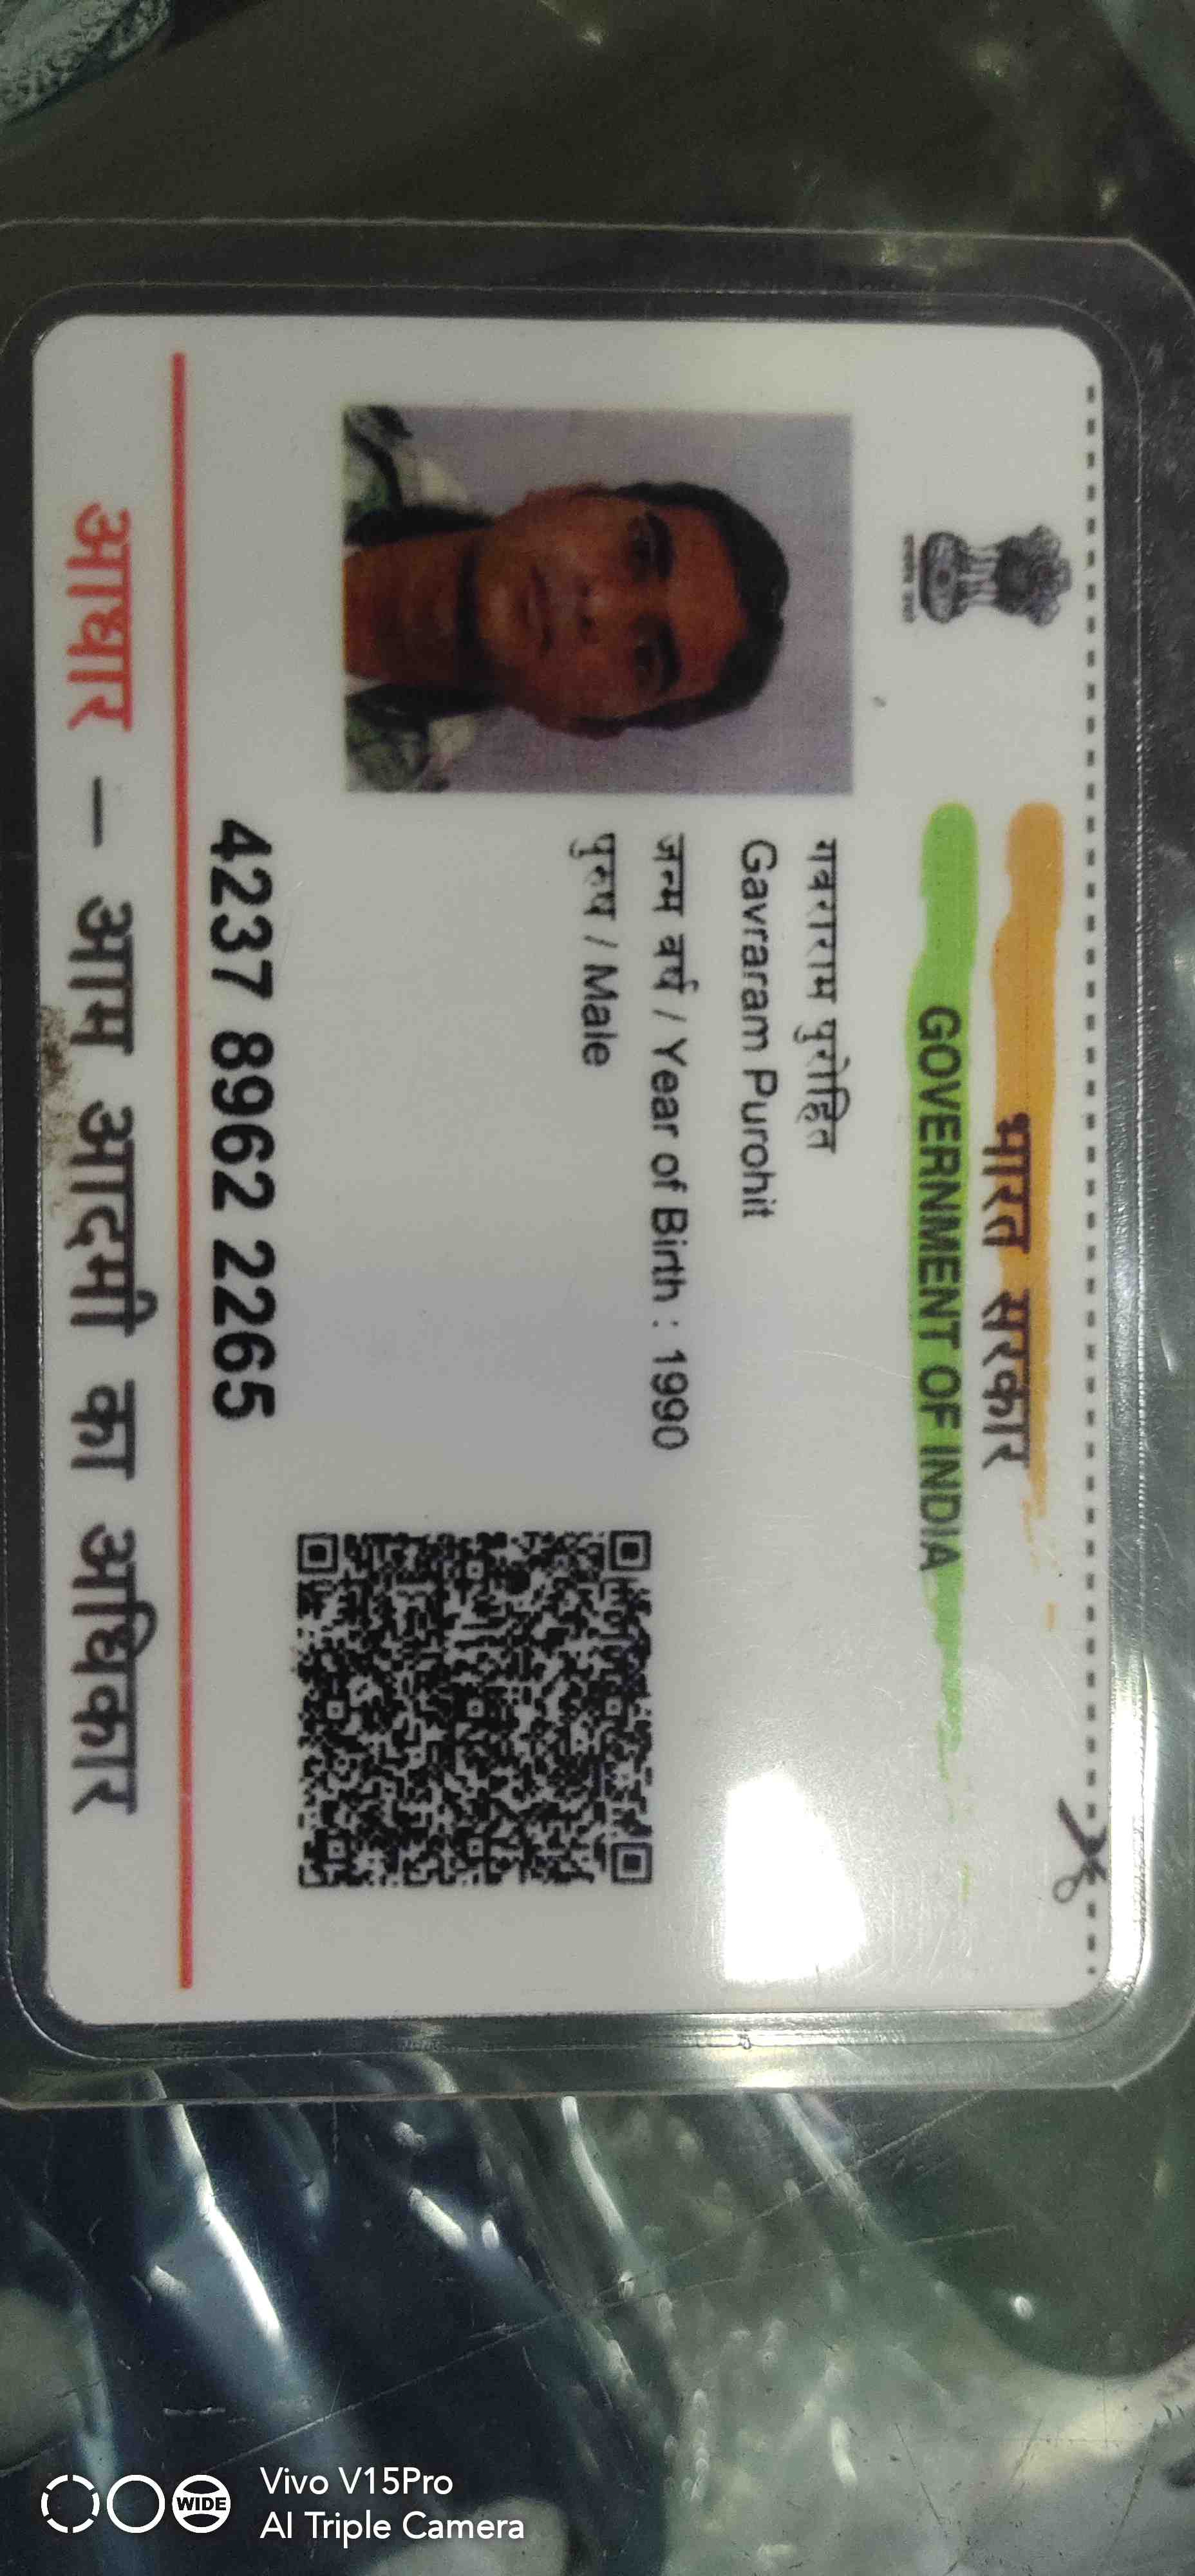 भारत सरकार
GOVERNMENT OF INDIA
गवराराम पुरोहित
Gavraram Purohit
जन्म वर्ष / Year of Birth : 1990
पुरुष / Male
4237 8962 2265
आधार – आम आदमी का अधिकार
WIDE
Vivo V15Pro
AI Triple Camera